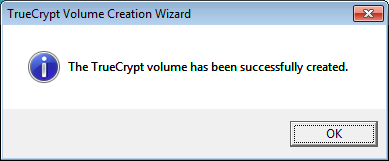 TrueCrypt Volume Creation Wizard
The TrueCrypt volume has been successfully created.
OK